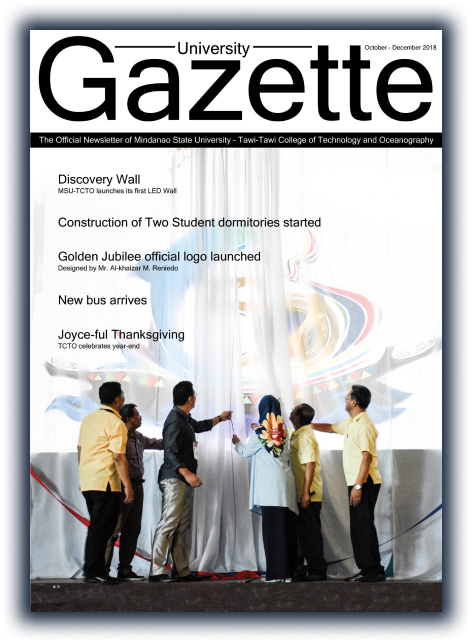 University
Gazette
October - December 2018
The Official Newsletter of Mindanao State University - Tawi-Tawi College of Technology and Oceanography
Discovery Wall
MSU-TCTO launches its first LED Wall
Construction of Two Student dormitories started
Golden Jubilee official logo launched
Designed by Mr. Al-khaizar M. Reniedo
New bus arrives
Joyce-ful Thanksgiving
TCTO celebrates year-end